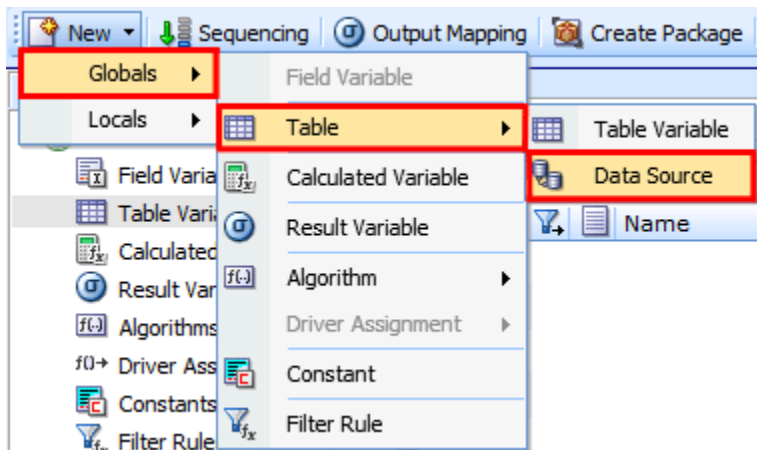 New Sequencing Output Mapping Create Package
Globals
Locals
Field Variable
Table
Calculated Variable
Result Variable
Algorithm
Driver Assignment
Constant
Filter Rule
Table Variable
Data Source
Name
Field Varia
Table Vari
Calculated
Result Var
Algorithms
Driver Ass
Constants
Filter Rule